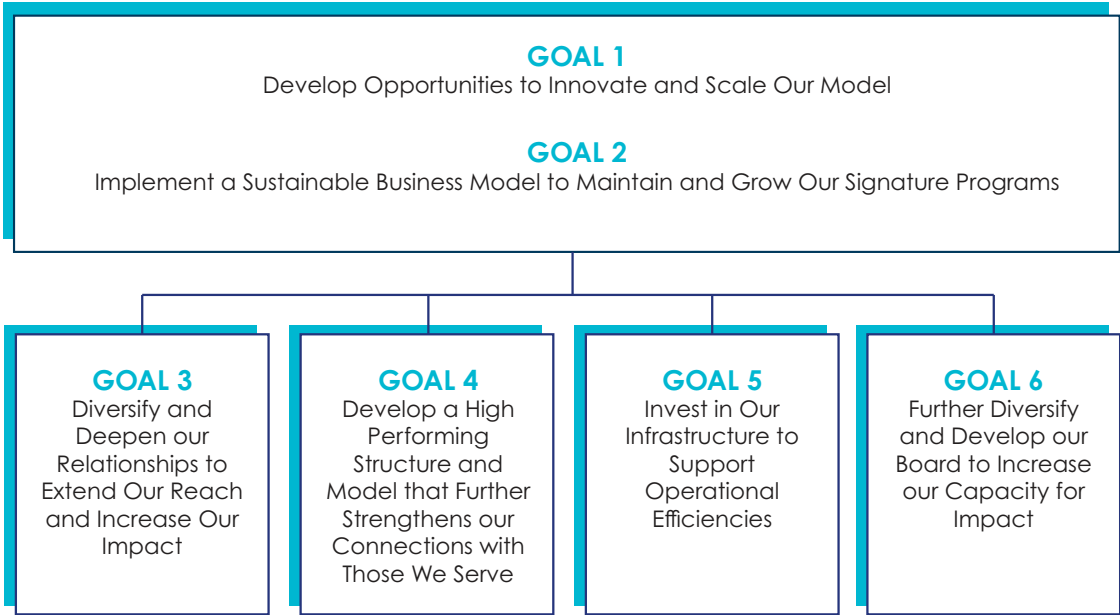 GOAL 1
Develop Opportunities to Innovate and Scale Our Model
GOAL 2
Implement a Sustainable Business Model to Maintain and Grow Our Signature Programs
GOAL 3
Diversify and
Deepen our
Relationships to
Extend Our Reach
and Increase Our
Impact
GOAL 4
Develop a High
Performing
Structure and
Model that Further
Strengthens our
Connections with
Those We Serve
GOAL 5
Invest in Our
Infrastructure to
Support
Operational
Efficiencies
GOAL 6
Further Diversify
and Develop our
Board to Increase
our Capacity for
Impact